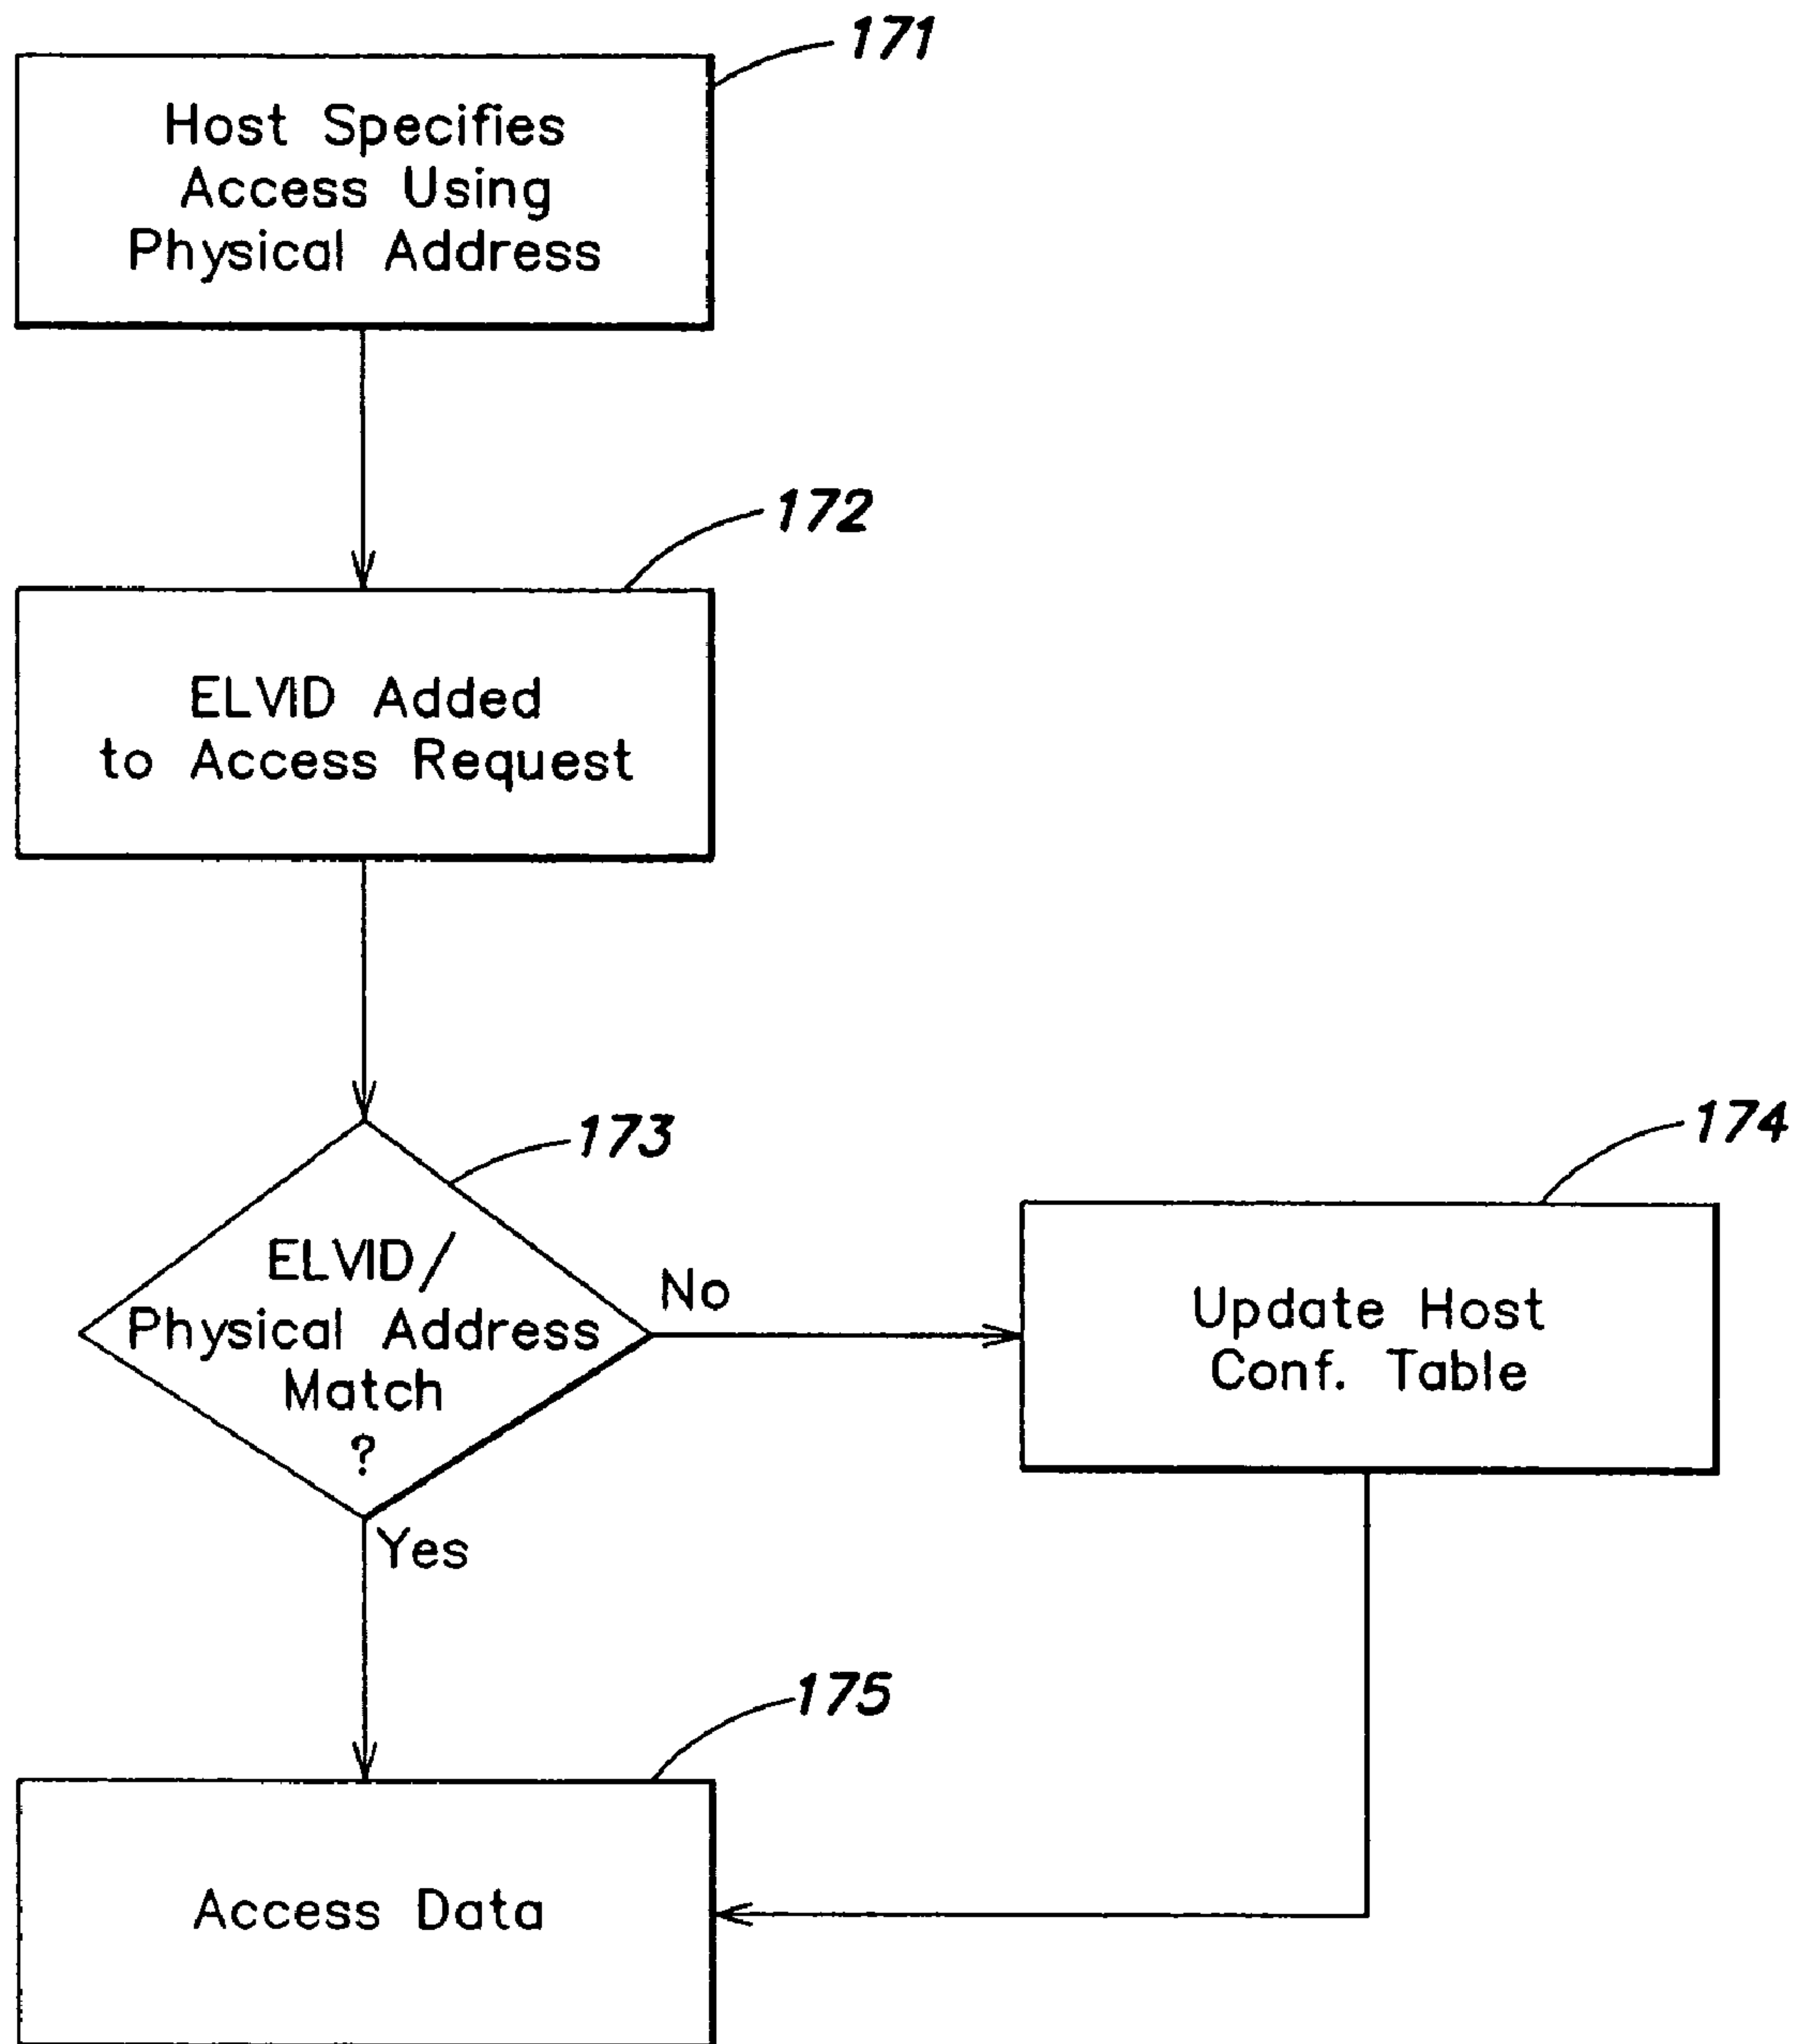 171
Host Specifies
Access Using
Physical Address
172
ELVID Added
to Access Request
173
ELVID/
Physical Address
Match
?
No
Yes
174
Update Host
Conf. Table
175
Access Data